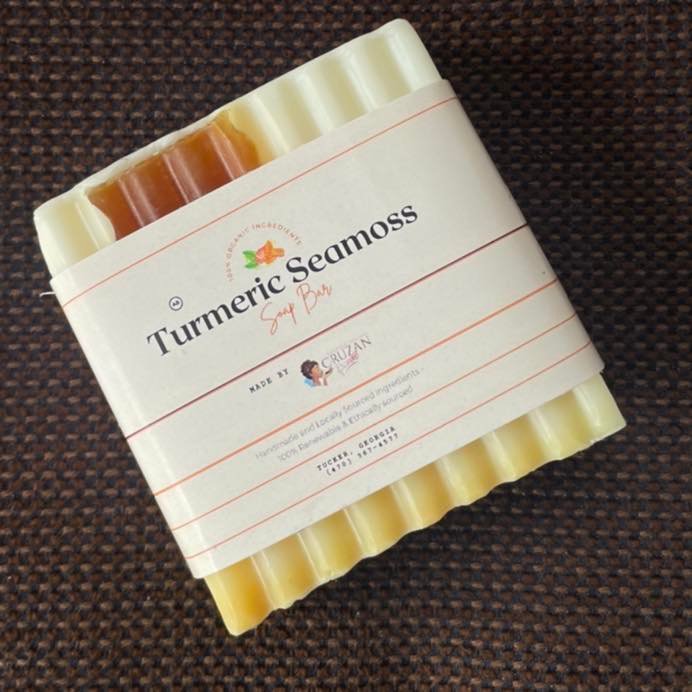 100% ORGANIC INGREDIENTS
Turmeric Seamoss
Soap Bar
MADE BY CRUZAN
Handmade and Locally Sourced Ingredients -
100% Renewable & Ethically sourced
TUCKER, GEORGIA